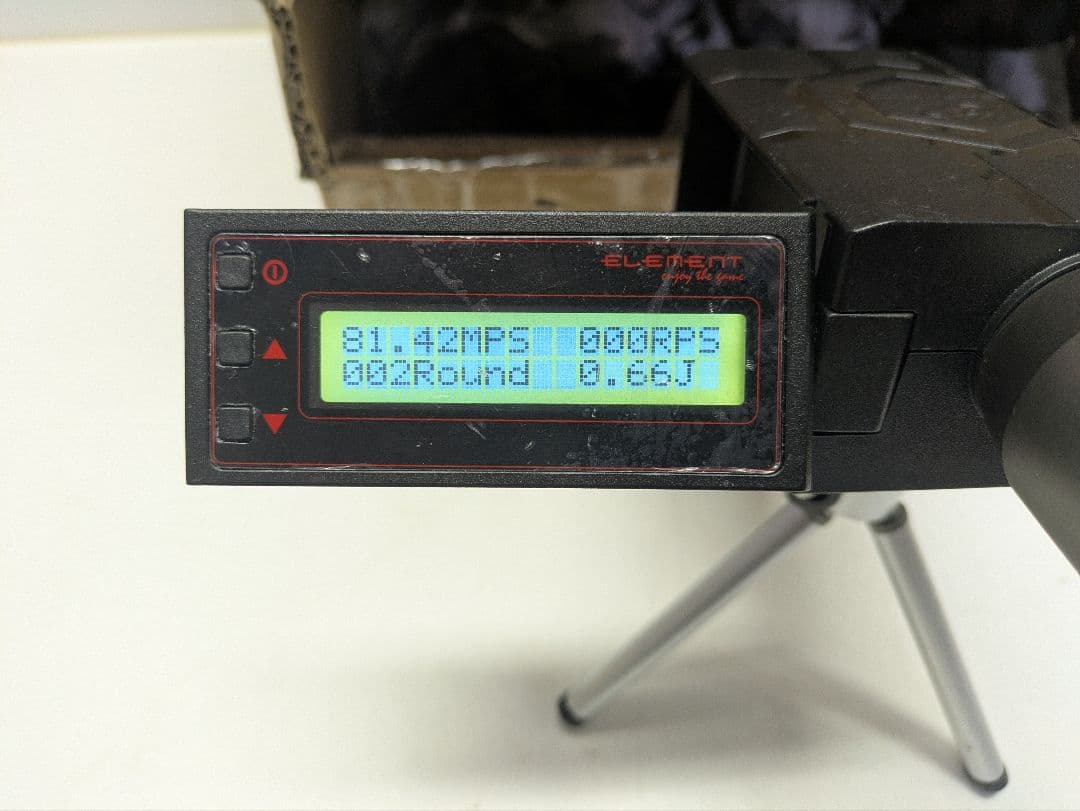 ELEMENT
enjoy the game
81.42MPS 000RPS
002Round 0.66J